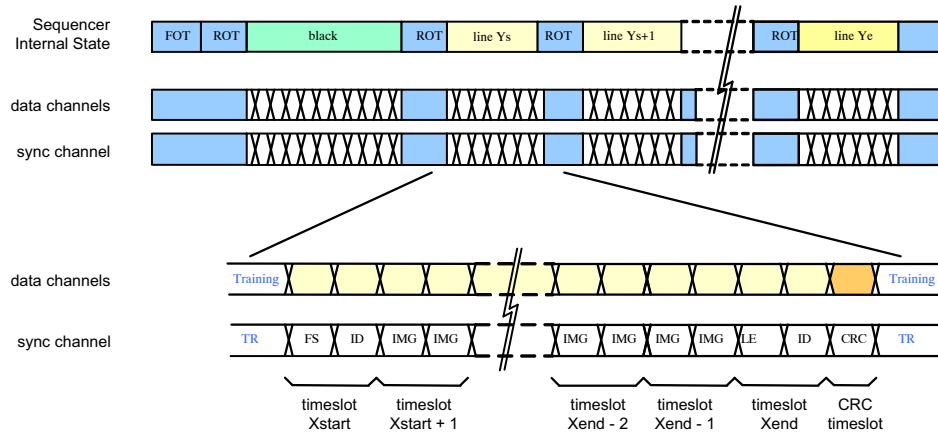 Sequencer
Internal State
FOT ROT black ROT line Ys ROT line Ys+1 ROT line Ye
data channels
sync channel
data channels
Training Training
sync channel
TR FS ID IMG IMG IMG IMG IMG IMG LE ID CRC TR
timeslot timeslot timeslot timeslot timeslot CRC
Xstart Xstart + 1 Xend - 2 Xend - 1 Xend timeslot